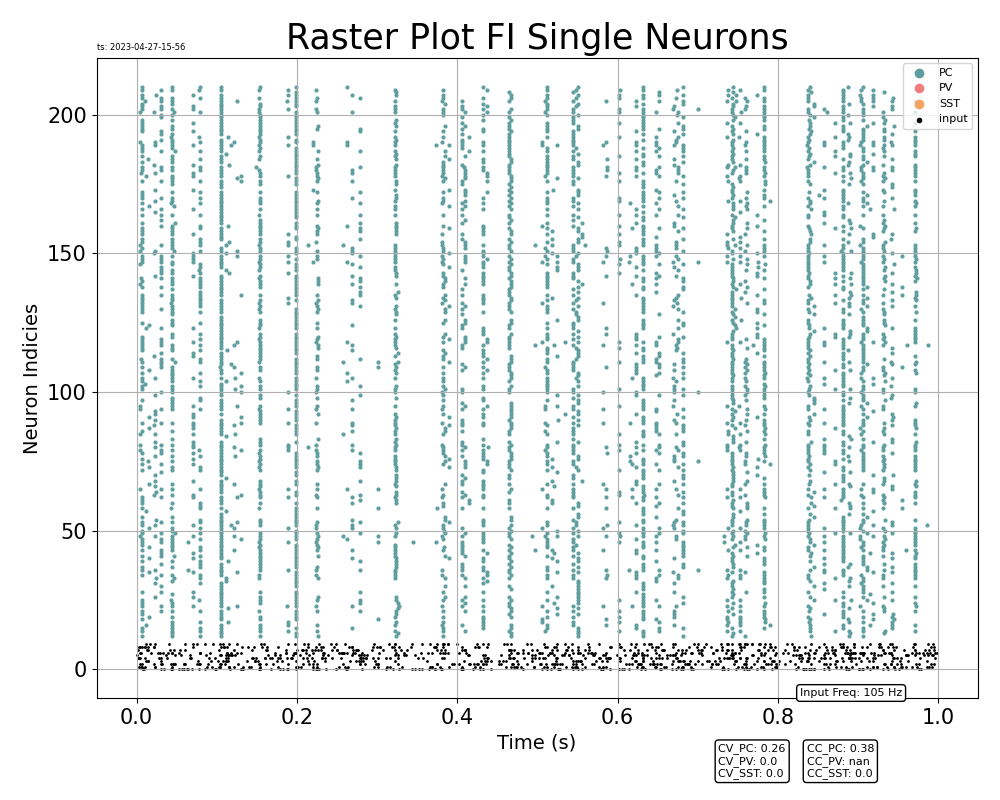 Raster Plot FI Single Neurons
ts: 2023-04-27-15-56
PC
PV
SST
input
200
150
100
50
0
Neuron Indicies
0.0 0.2 0.4 0.6 0.8 1.0
Time (s)
Input Freq: 105 Hz
CV_PC: 0.26
CV_PV: 0.0
CV_SST: 0.0
CC_PC: 0.38
CC_PV: nan
CC_SST: 0.0